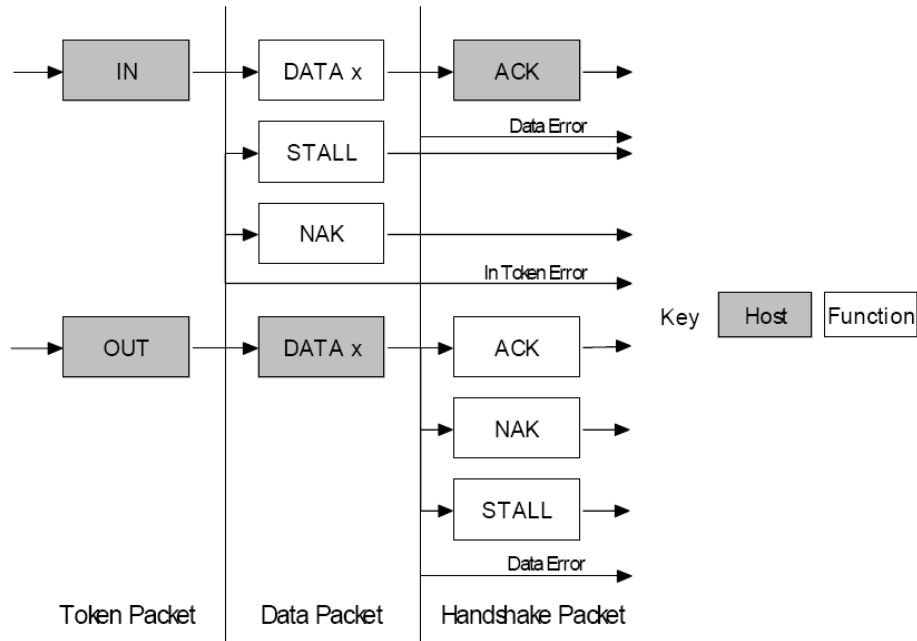 IN
DATA x
ACK
Data Error
STALL
NAK
In Token Error
Key
Host
Function
OUT
DATA x
ACK
NAK
STALL
Data Error
Token Packet
Data Packet
Handshake Packet